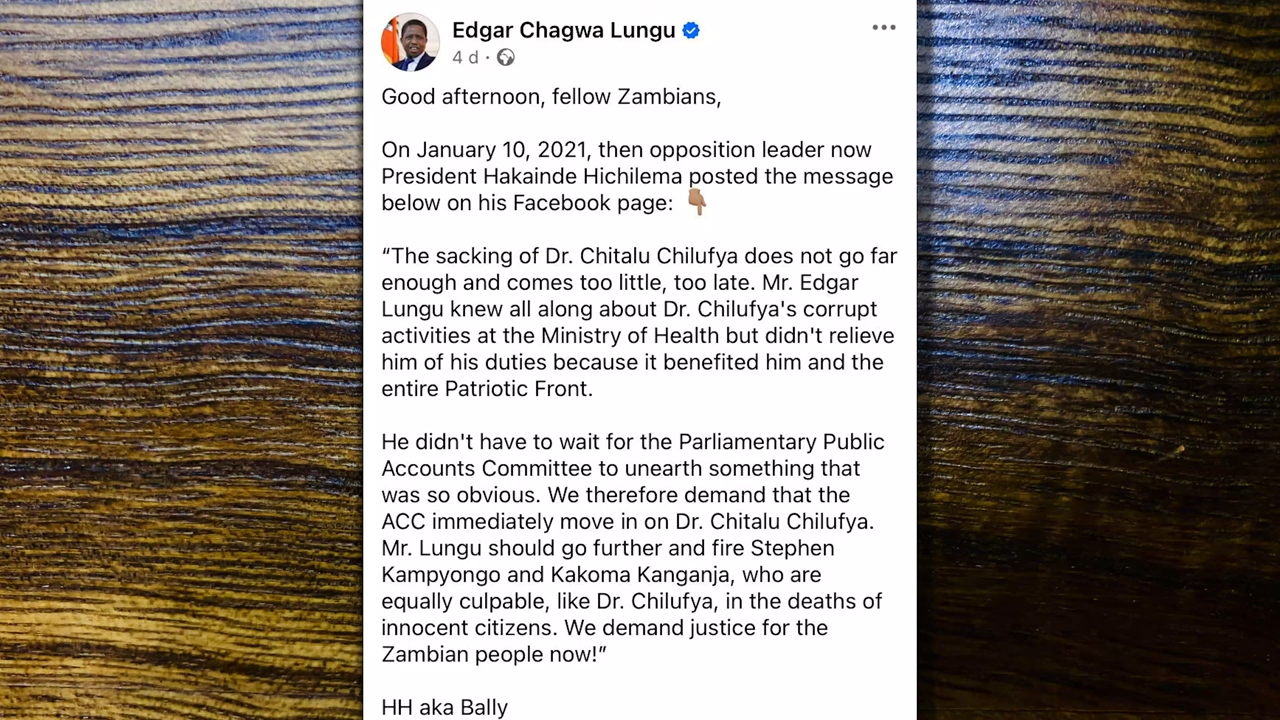 Edgar Chagwa Lungu
4 d ·
Good afternoon, fellow Zambians,
On January 10, 2021, then opposition leader now
President Hakainde Hichilema posted the message
below on his Facebook page: 👇🏽
“The sacking of Dr. Chitalu Chilufya does not go far
enough and comes too little, too late. Mr. Edgar
Lungu knew all along about Dr. Chilufya's corrupt
activities at the Ministry of Health but didn't relieve
him of his duties because it benefited him and the
entire Patriotic Front.
He didn't have to wait for the Parliamentary Public
Accounts Committee to unearth something that
was so obvious. We therefore demand that the
ACC immediately move in on Dr. Chitalu Chilufya.
Mr. Lungu should go further and fire Stephen
Kampyongo and Kakoma Kanganja, who are
equally culpable, like Dr. Chilufya, in the deaths of
innocent citizens. We demand justice for the
Zambian people now!”
HH aka Bally